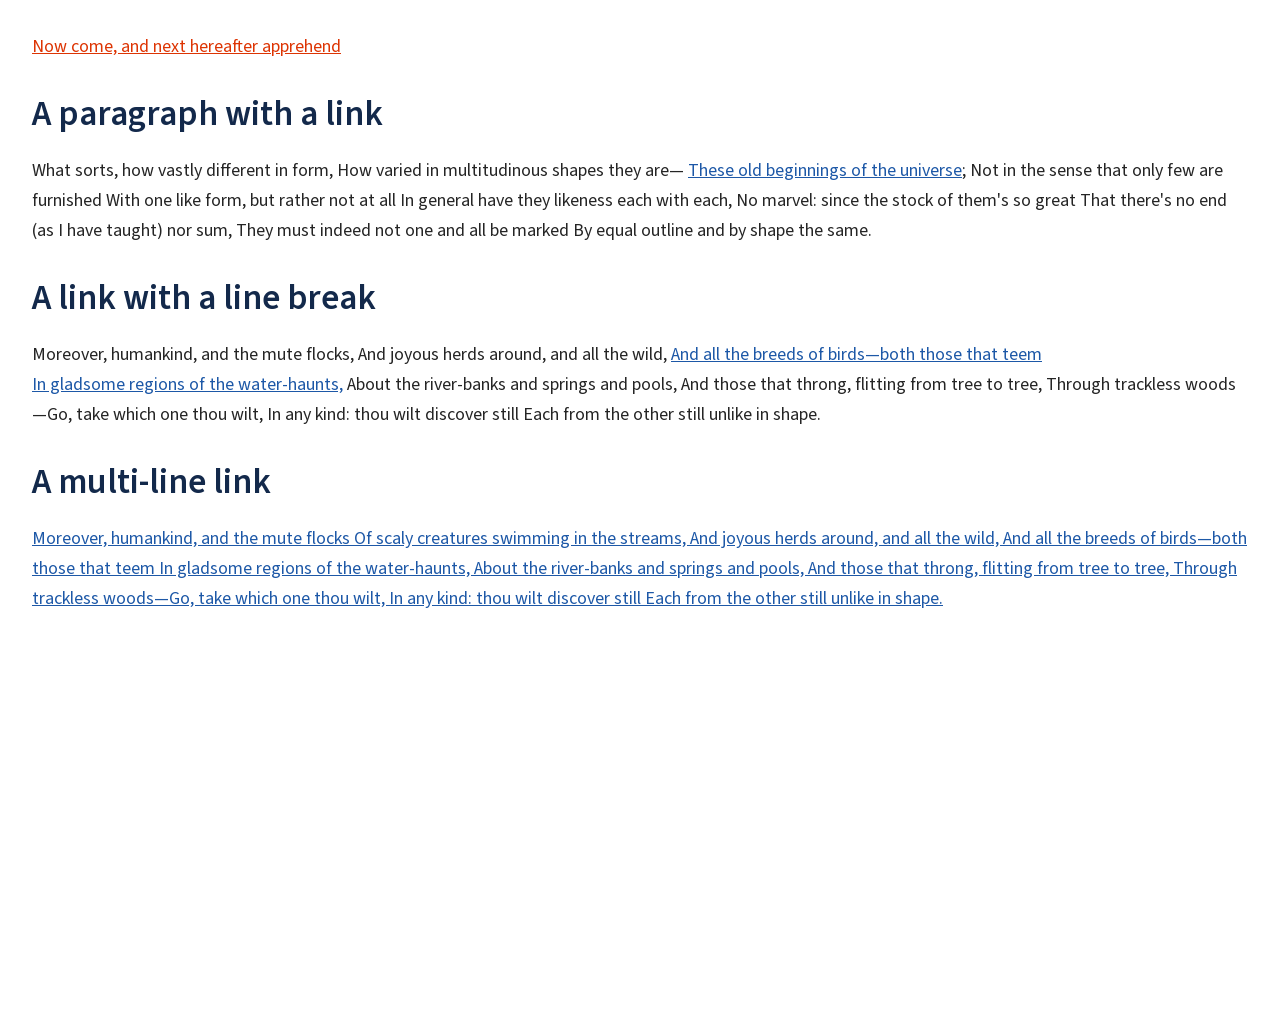 Now come, and next hereafter apprehend
A paragraph with a link
What sorts, how vastly different in form, How varied in multitudinous shapes they are— These old beginnings of the universe; Not in the sense that only few are
furnished With one like form, but rather not at all In general have they likeness each with each, No marvel: since the stock of them's so great That there's no end
(as I have taught) nor sum, They must indeed not one and all be marked By equal outline and by shape the same.
A link with a line break
Moreover, humankind, and the mute flocks, And joyous herds around, and all the wild, And all the breeds of birds—both those that teem
In gladsome regions of the water-haunts, About the river-banks and springs and pools, And those that throng, flitting from tree to tree, Through trackless woods
—Go, take which one thou wilt, In any kind: thou wilt discover still Each from the other still unlike in shape.
A multi-line link
Moreover, humankind, and the mute flocks Of scaly creatures swimming in the streams, And joyous herds around, and all the wild, And all the breeds of birds—both
those that teem In gladsome regions of the water-haunts, About the river-banks and springs and pools, And those that throng, flitting from tree to tree, Through
trackless woods—Go, take which one thou wilt, In any kind: thou wilt discover still Each from the other still unlike in shape.